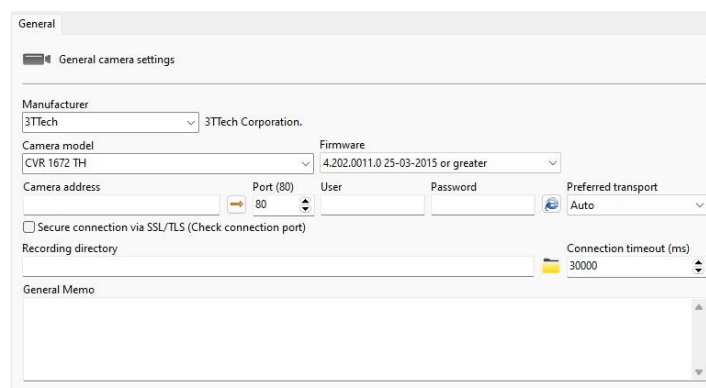 General
General camera settings
Manufacturer
3TTech 3TTech Corporation.
Camera model Firmware
CVR 1672 TH 4.202.0011.0 25-03-2015 or greater
Camera address Port (80) User Password Preferred transport
80 Auto
Secure connection via SSL/TLS (Check connection port)
Recording directory Connection timeout (ms)
30000
General Memo